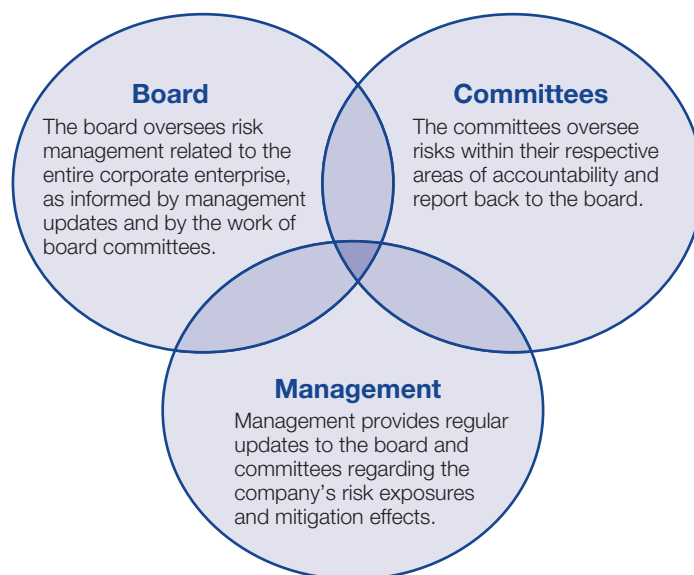 Board
The board oversees risk
management related to the
entire corporate enterprise,
as informed by management
updates and by the work of
board committees.
Committees
The committees oversee
risks within their respective
areas of accountability and
report back to the board.
Management
Management provides regular
updates to the board and
committees regarding the
company’s risk exposures
and mitigation effects.